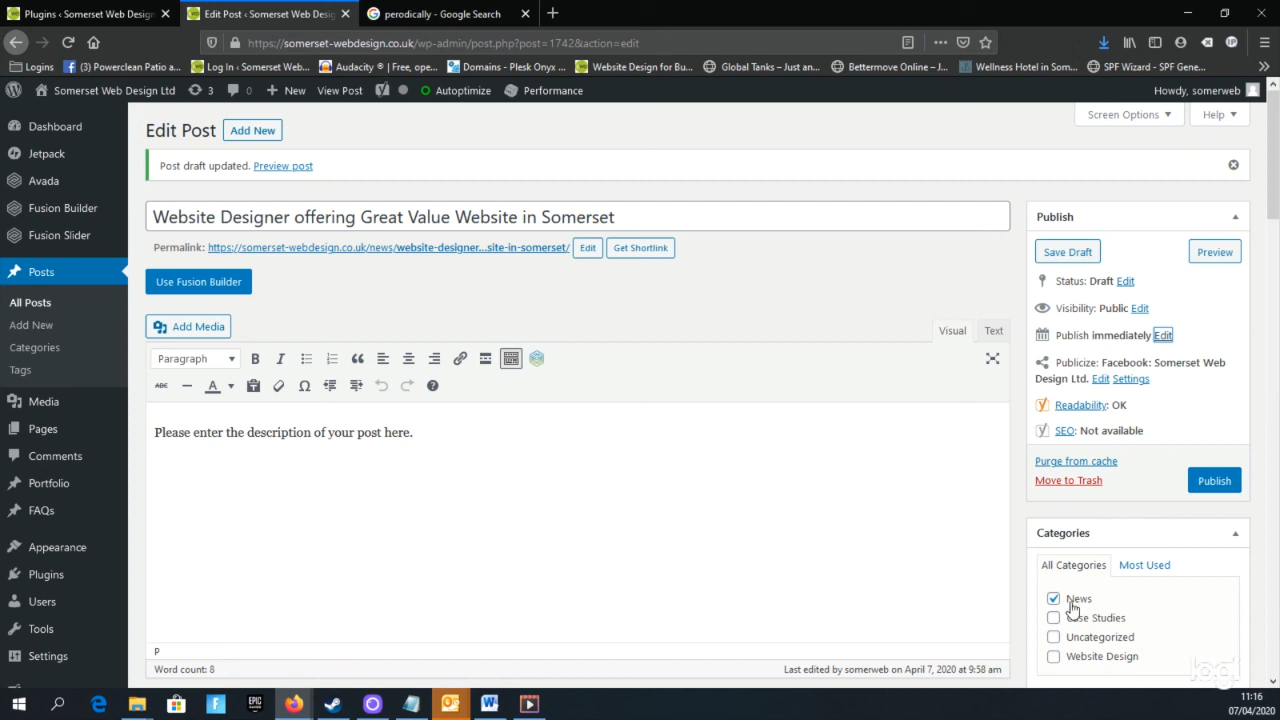 Plugins ‹ Somerset Web Design
Edit Post ‹ Somerset Web Desig
perodically - Google Search
https://somerset-webdesign.co.uk/wp-admin/post.php?post=1742&action=edit
Logins
(3) Powerclean Patio a...
Log In ‹ Somerset Web...
Audacity ® | Free, ope...
Domains - Plesk Onyx ...
Website Design for Bu...
Global Tanks – Just an...
Bettermove Online – J...
Wellness Hotel in Som...
SPF Wizard - SPF Gene...
Somerset Web Design Ltd
3
0
New
View Post
Autoptimize
Performance
Howdy, someweb
Dashboard
Jetpack
Avada
Fusion Builder
Fusion Slider
Posts
All Posts
Add New
Categories
Tags
Media
Pages
Comments
Portfolio
FAQs
Appearance
Plugins
Users
Tools
Settings
Screen Options
Help
Edit Post
Add New
Post draft updated. Preview post
Website Designer offering Great Value Website in Somerset
Permalink: https://somerset-webdesign.co.uk/news/website-designer...site-in-somerset/
Edit
Get Shortlink
Use Fusion Builder
Add Media
Visual
Text
Paragraph
B
I
ABC
A
Please enter the description of your post here.
P
Word count: 8
Last edited by somerweb on April 7, 2020 at 9:58 am
Publish
Save Draft
Preview
Status: Draft Edit
Visibility: Public Edit
Publish immediately Edit
Publicize: Facebook: Somerset Web
Design Ltd. Edit Settings
Readability: OK
SEO: Not available
Purge from cache
Move to Trash
Publish
Categories
All Categories
Most Used
News
Case Studies
Uncategorized
Website Design
logi
EPIC
11:16
07/04/2020